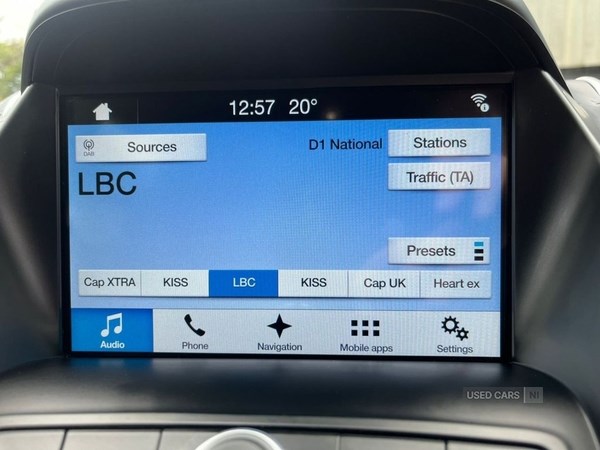 12:57 20°
DAB
Sources
D1 National
Stations
LBC
Traffic (TA)
Presets
Cap XTRA
KISS
LBC
KISS
Cap UK
Heart ex
Audio
Phone
Navigation
Mobile apps
Settings
USED CARS NI